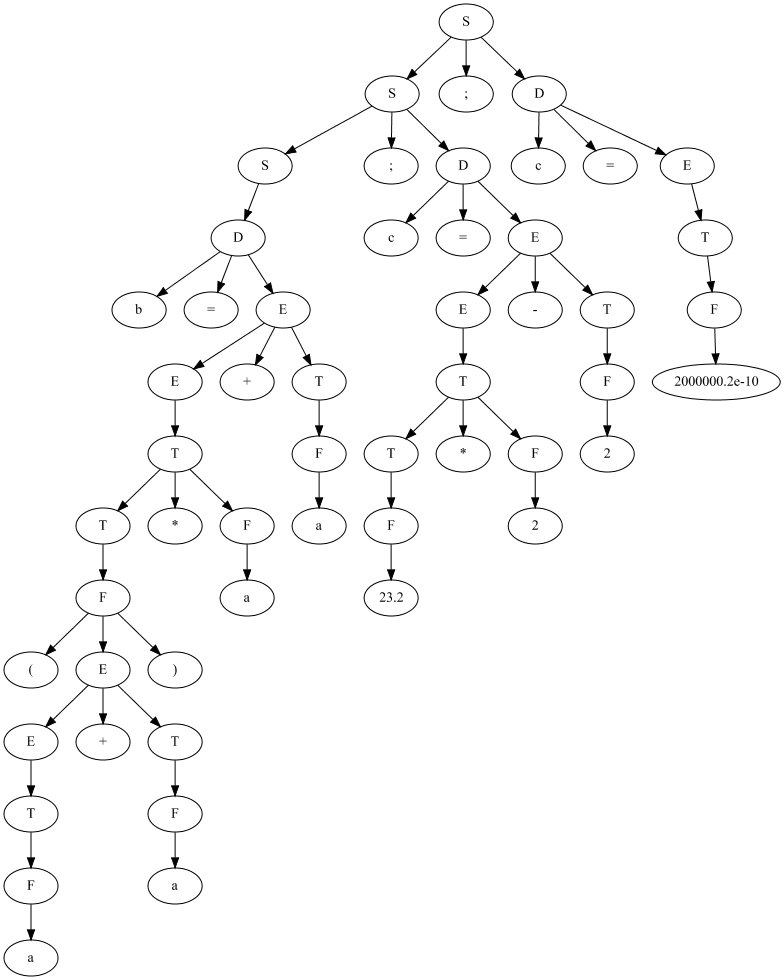 S
S ; D
S ; D c = E
D c = E T
b = E E - T F
E + T T F 2000000.2e-10
T F T * F 2
T * F a F 2
F a 23.2
( E )
E + T
T F
F a
a